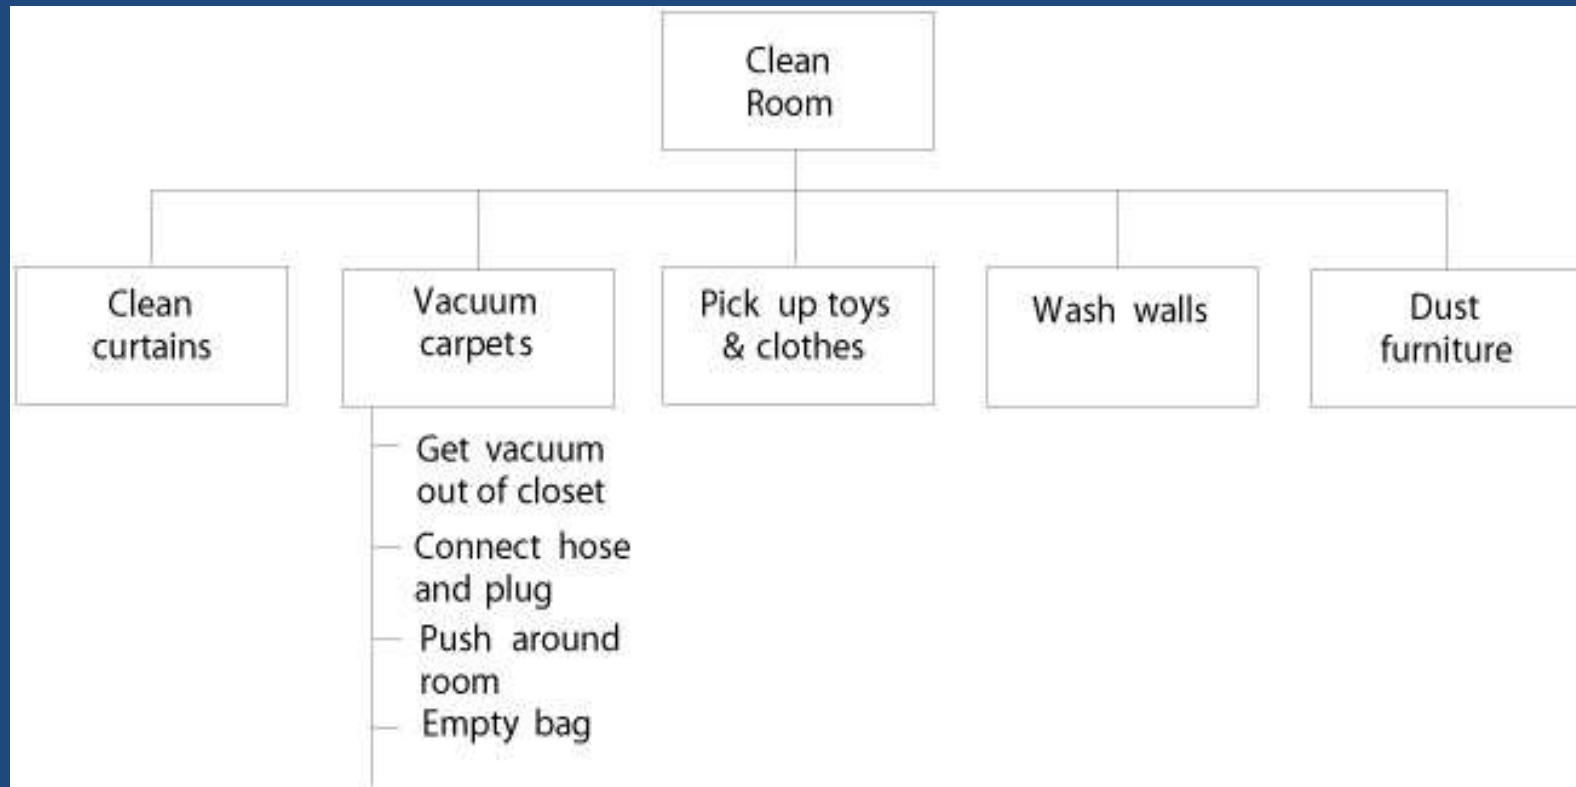 Clean
Room
Clean
curtains
Vacuum
carpets
Pick up toys
& clothes
Wash walls
Dust
furniture
Get vacuum
out of closet
Connect hose
and plug
Push around
room
Empty bag